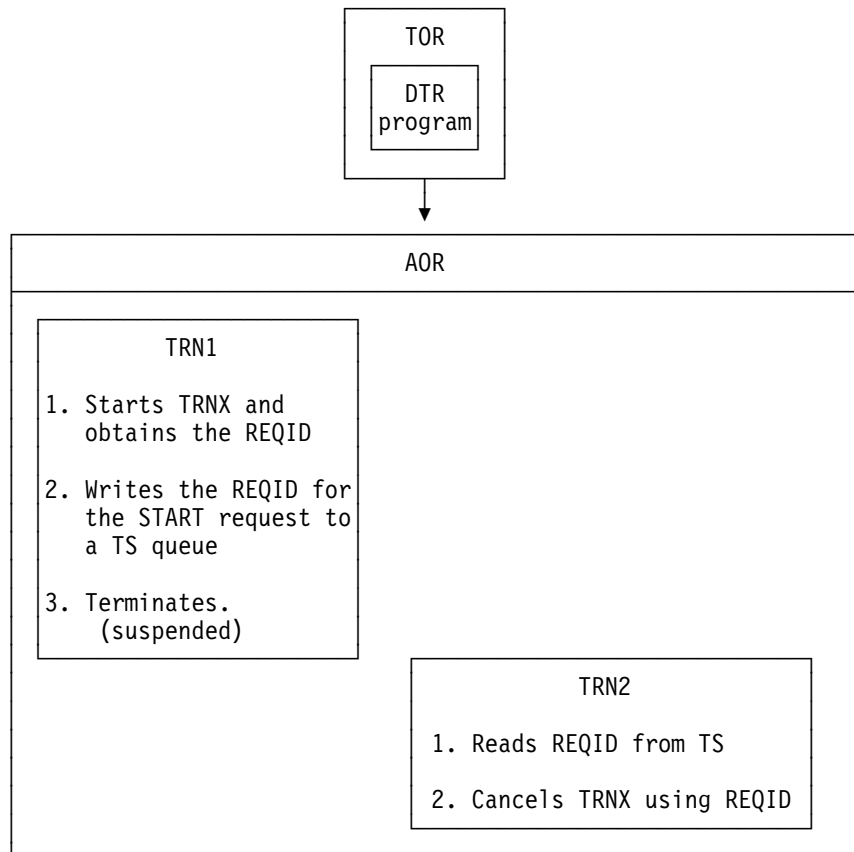 TOR
DTR
program
AOR
TRN1
1. Starts TRNX and
obtains the REQID
2. Writes the REQID for
the START request to
a TS queue
3. Terminates.
(suspended)
TRN2
1. Reads REQID from TS
2. Cancels TRNX using REQID